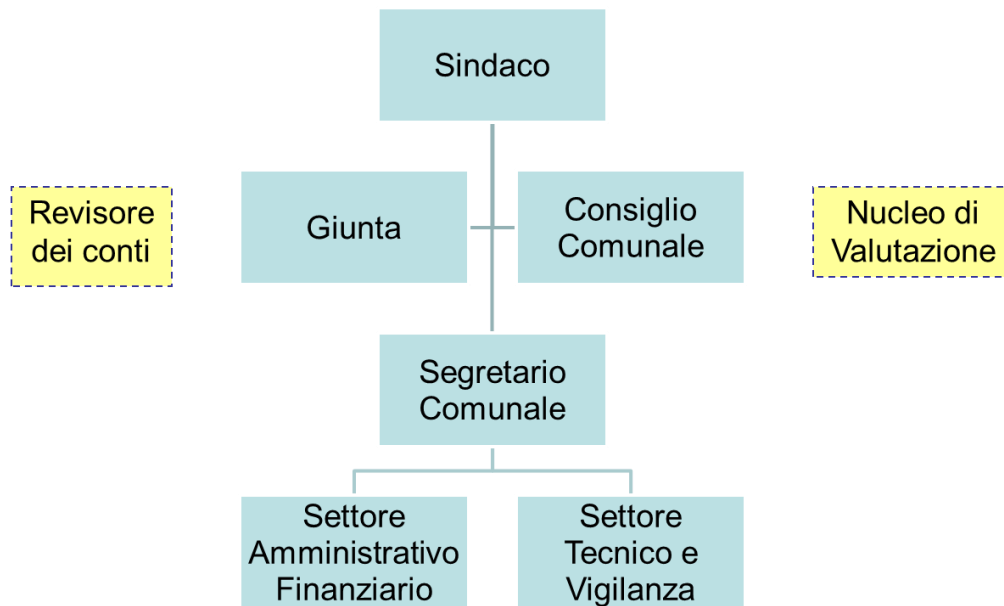 Sindaco
Revisore
dei conti
Giunta
Consiglio
Comunale
Nucleo di
Valutazione
Segretario
Comunale
Settore
Amministrativo
Finanziario
Settore
Tecnico e
Vigilanza